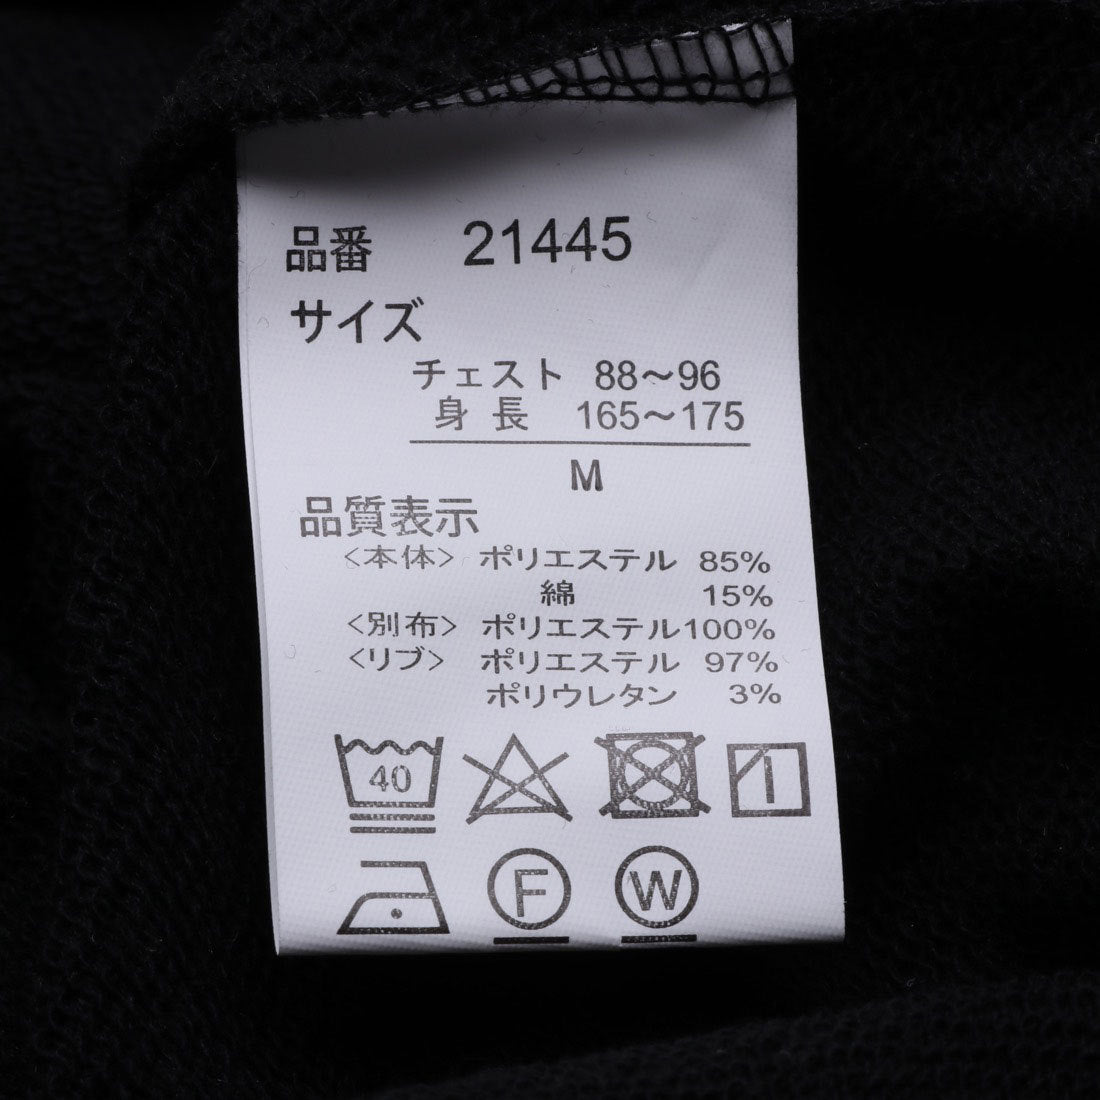 品番 21445
サイズ
チェスト 88～96
身長 165～175
M
品質表示
<本体> ポリエステル 85%
綿 15%
<別布> ポリエステル100%
<リブ> ポリエステル 97%
ポリウレタン 3%
40
F W